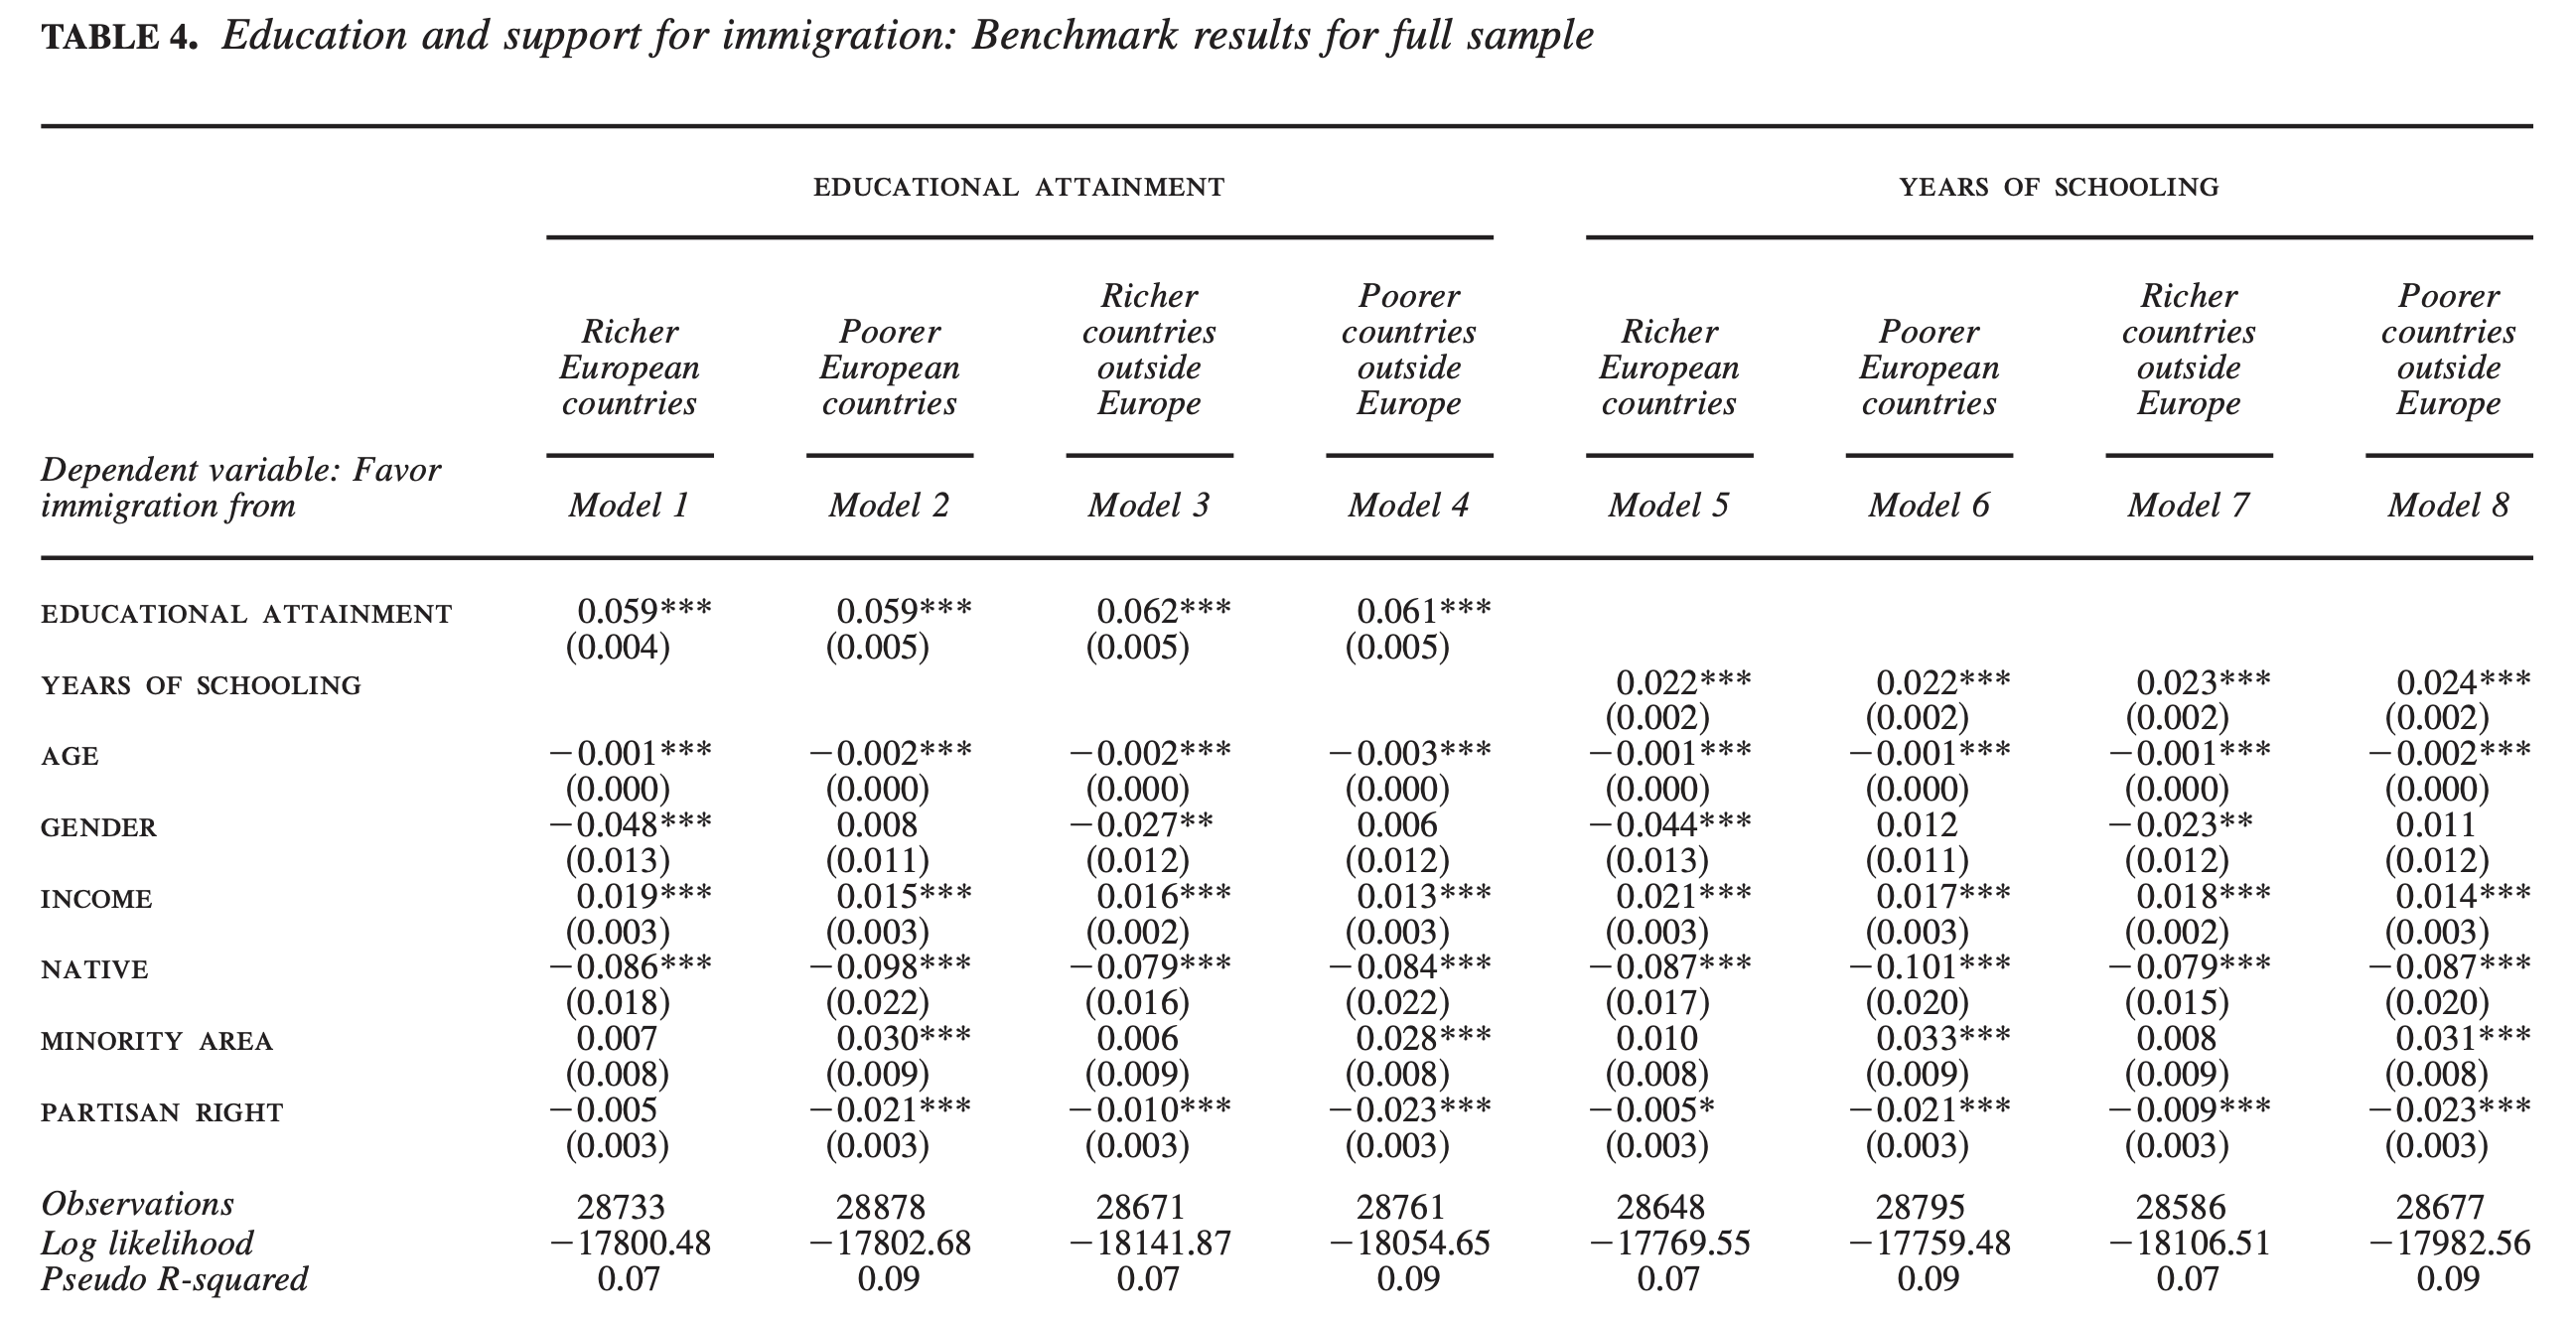 TABLE 4. Education and support for immigration: Benchmark results for full sample
EDUCATIONAL ATTAINMENT YEARS OF SCHOOLING
Richer Poorer Richer Poorer
Richer Poorer countries countries Richer Poorer countries countries
European European outside outside European European outside outside
countries countries Europe Europe countries countries Europe Europe
Dependent variable: Favor
immigration from Model 1 Model 2 Model 3 Model 4 Model 5 Model 6 Model 7 Model 8
EDUCATIONAL ATTAINMENT 0.059*** 0.059*** 0.062*** 0.061***
(0.004) (0.005) (0.005) (0.005)
YEARS OF SCHOOLING 0.022*** 0.022*** 0.023*** 0.024***
(0.002) (0.002) (0.002) (0.002)
AGE −0.001*** −0.002*** −0.002*** −0.003*** −0.001*** −0.001*** −0.001*** −0.002***
(0.000) (0.000) (0.000) (0.000) (0.000) (0.000) (0.000) (0.000)
GENDER −0.048*** 0.008 −0.027** 0.006 −0.044*** 0.012 −0.023** 0.011
(0.013) (0.011) (0.012) (0.012) (0.013) (0.011) (0.012) (0.012)
INCOME 0.019*** 0.015*** 0.016*** 0.013*** 0.021*** 0.017*** 0.018*** 0.014***
(0.003) (0.003) (0.002) (0.003) (0.003) (0.003) (0.002) (0.003)
NATIVE −0.086*** −0.098*** −0.079*** −0.084*** −0.087*** −0.101*** −0.079*** −0.087***
(0.018) (0.022) (0.016) (0.022) (0.017) (0.020) (0.015) (0.020)
MINORITY AREA 0.007 0.030*** 0.006 0.028*** 0.010 0.033*** 0.008 0.031***
(0.008) (0.009) (0.009) (0.008) (0.008) (0.009) (0.009) (0.008)
PARTISAN RIGHT −0.005 −0.021*** −0.010*** −0.023*** −0.005* −0.021*** −0.009*** −0.023***
(0.003) (0.003) (0.003) (0.003) (0.003) (0.003) (0.003) (0.003)
Observations 28733 28878 28671 28761 28648 28795 28586 28677
Log likelihood −17800.48 −17802.68 −18141.87 −18054.65 −17769.55 −17759.48 −18106.51 −17982.56
Pseudo R-squared 0.07 0.09 0.07 0.09 0.07 0.09 0.07 0.09